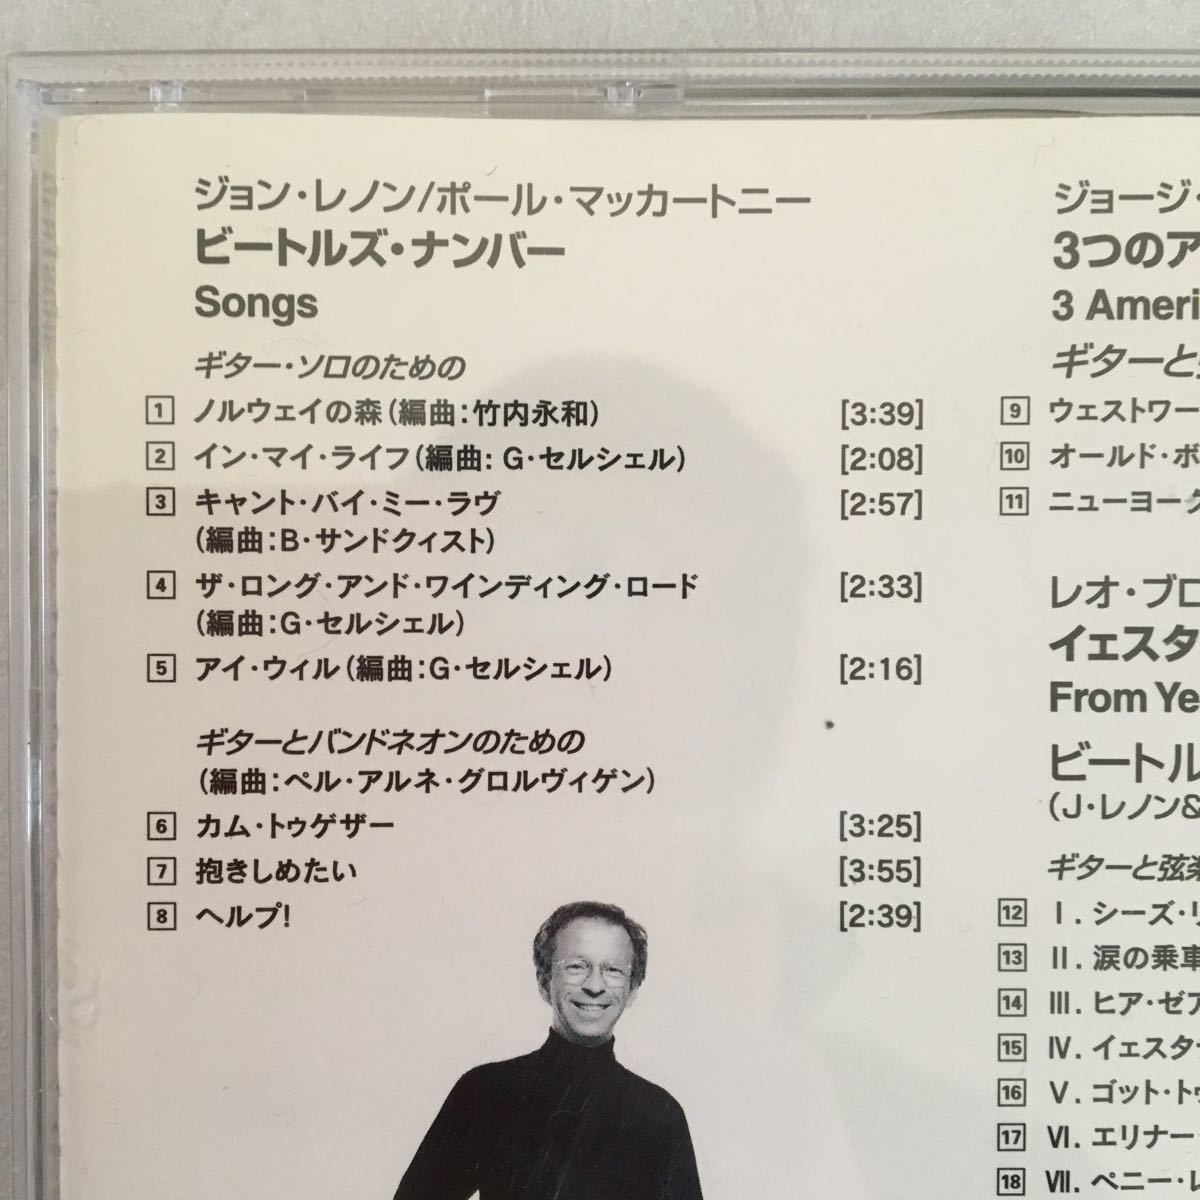 ジョン・レノン/ポール・マッカートニー
ビートルズ・ナンバー
Songs
ギター・ソロのための
1 ノルウェイの森(編曲:竹内永和) [3:39]
2 イン・マイ・ライフ(編曲: G・セルシェル) [2:08]
3 キャント・バイ・ミー・ラヴ [2:57]
(編曲:B・サンドクィスト)
4 ザ・ロング・アンド・ワインディング・ロード [2:33]
(編曲:G・セルシェル)
5 アイ・ウィル(編曲:G・セルシェル) [2:16]
ギターとバンドネオンのための
(編曲:ペル・アルネ・グロルヴィゲン)
6 カム・トゥゲザー [3:25]
7 抱きしめたい [3:55]
8 ヘルプ! [2:39]
ジョージ・
3つのア
3 Ameri
ギターと
9 ウェストワー
10 オールド・ボ
11 ニューヨーク
レオ・ブロ
イェスタ
From Ye
ビートル
(J・レノン&
ギターと弦楽
12 I. シーズ・リ
13 II. 涙の乗車
14 III. ヒア・ゼア
15 IV. イェスタ
16 V. ゴット・トゥ
17 VI. エリナー
18 VII. ペニー・レ